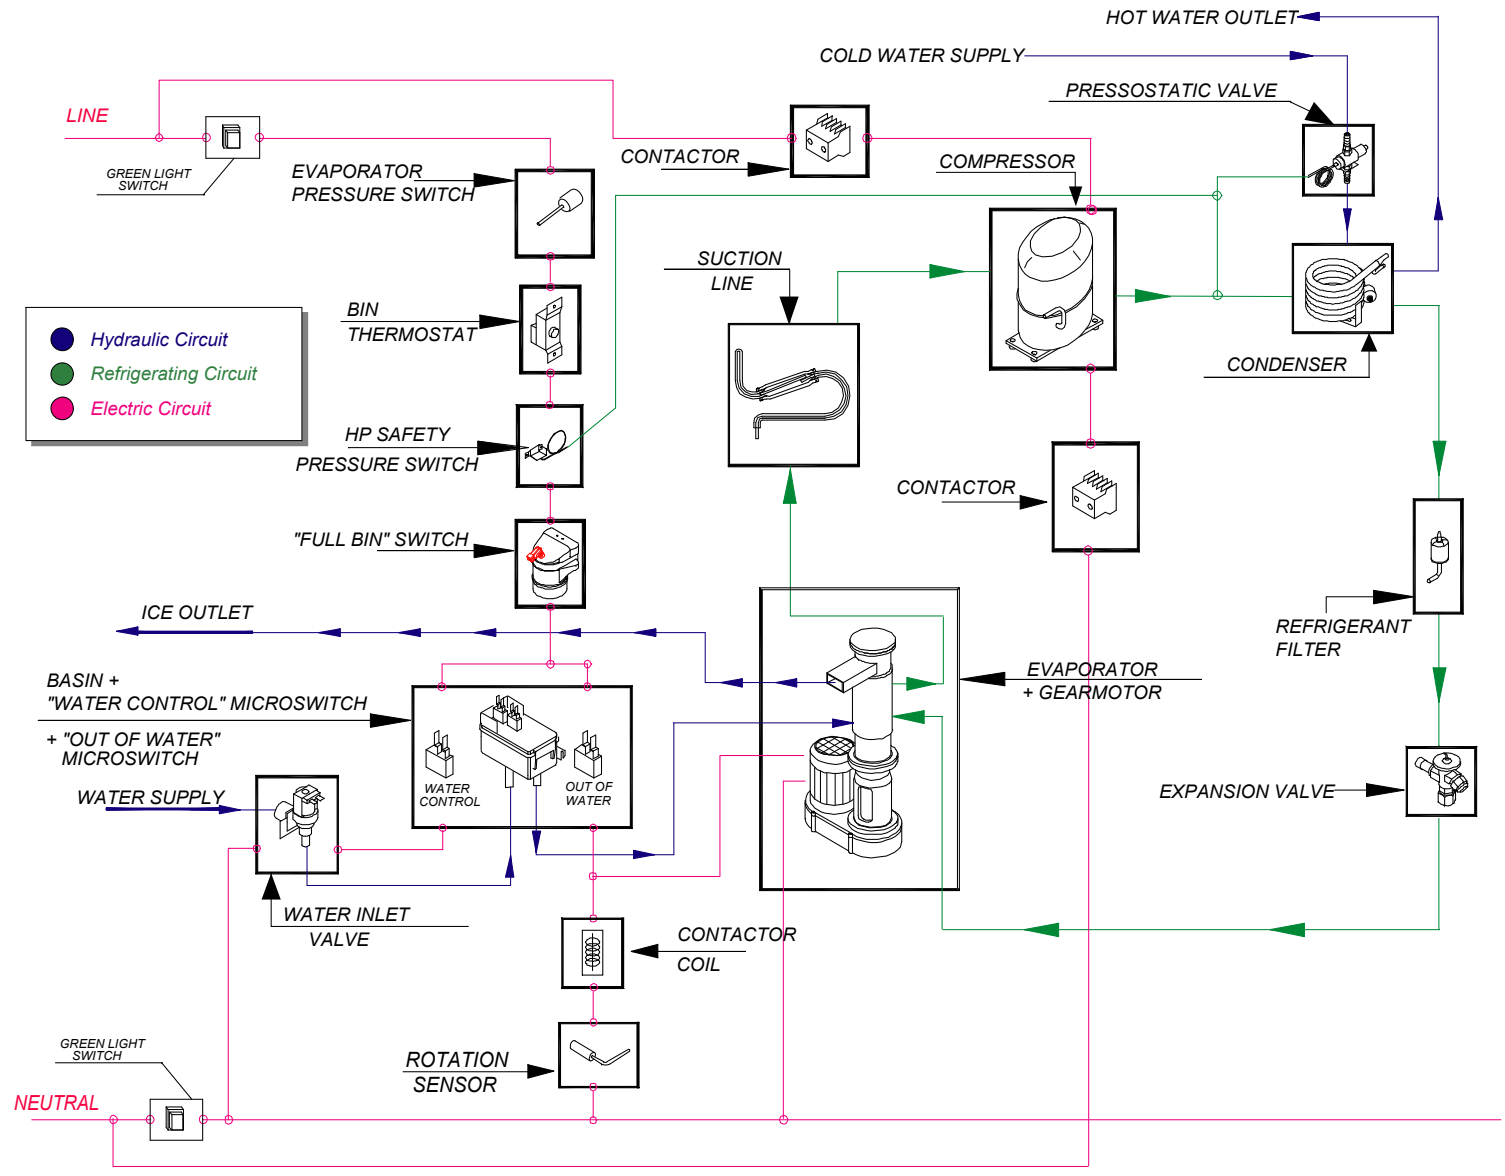 HOT WATER OUTLET
COLD WATER SUPPLY
PRESSOSTATIC VALVE
LINE
GREEN LIGHT
SWITCH
EVAPORATOR
PRESSURE SWITCH
CONTACTOR
COMPRESSOR
SUCTION
LINE
BIN
THERMOSTAT
Hydraulic Circuit
Refrigerating Circuit
Electric Circuit
CONDENSER
HP SAFETY
PRESSURE SWITCH
CONTACTOR
"FULL BIN" SWITCH
ICE OUTLET
REFRIGERANT
FILTER
EVAPORATOR
+ GEARMOTOR
BASIN +
"WATER CONTROL" MICROSWITCH
+ "OUT OF WATER"
MICROSWITCH
WATER
CONTROL
OUT OF
WATER
WATER SUPPLY
EXPANSION VALVE
WATER INLET
VALVE
CONTACTOR
COIL
GREEN LIGHT
SWITCH
ROTATION
SENSOR
NEUTRAL